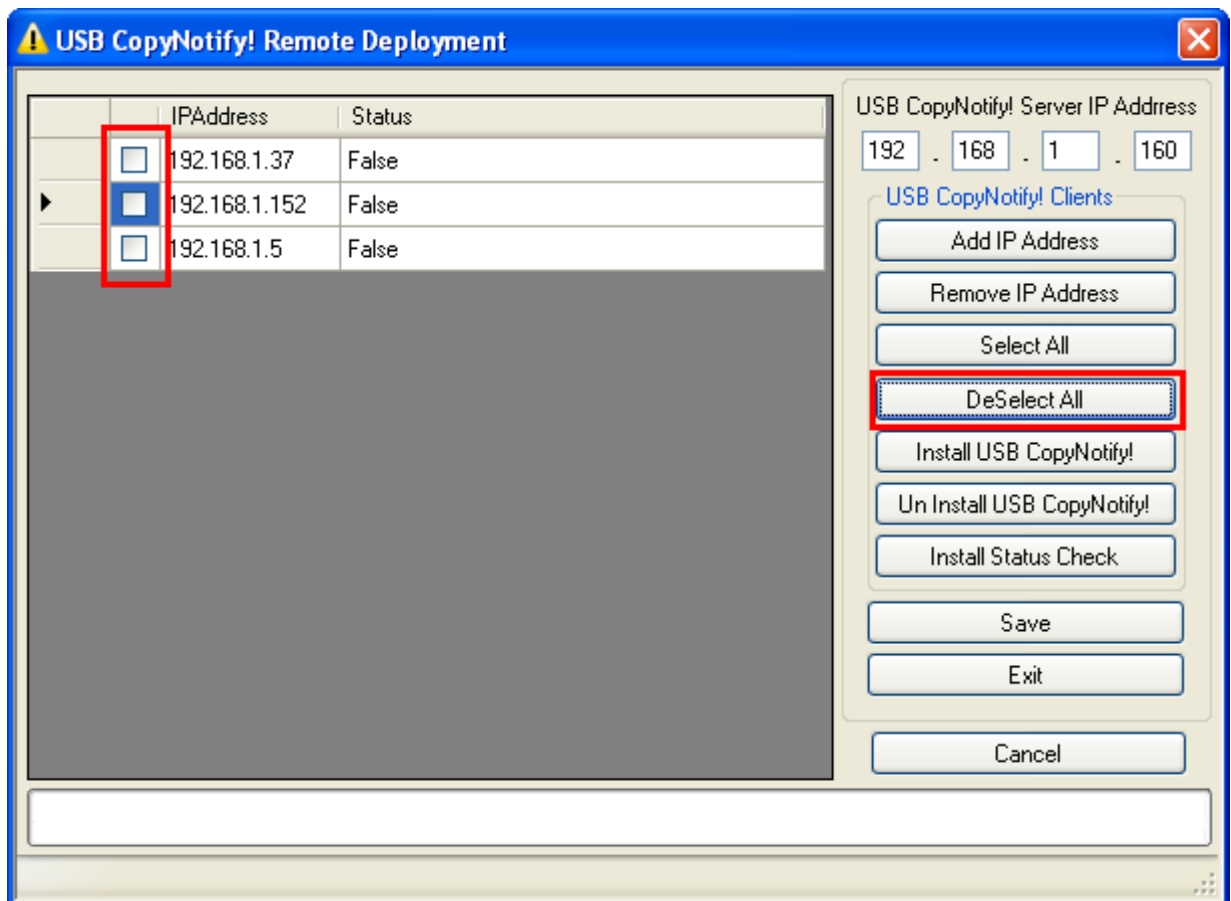 USB CopyNotify! Remote Deployment
IPAddress Status
192.168.1.37 False
192.168.1.152 False
192.168.1.5 False
USB CopyNotify! Server IP Addrress
192 . 168 . 1 . 160
USB CopyNotify! Clients
Add IP Address
Remove IP Address
Select All
DeSelect All
Install USB CopyNotify!
Un Install USB CopyNotify!
Install Status Check
Save
Exit
Cancel